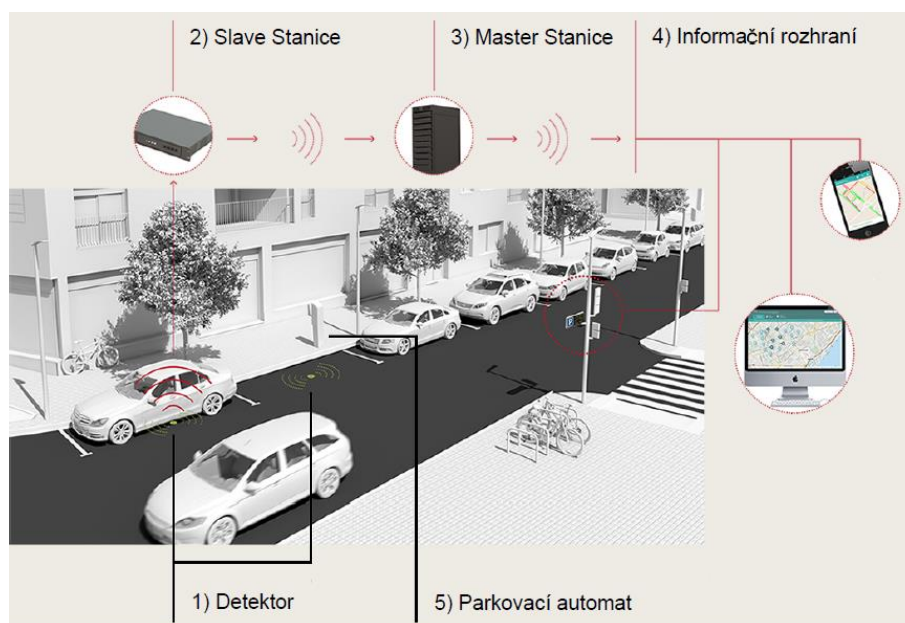 2) Slave Stanice
3) Master Stanice
4) Informační rozhraní
P
1) Detektor
5) Parkovací automat